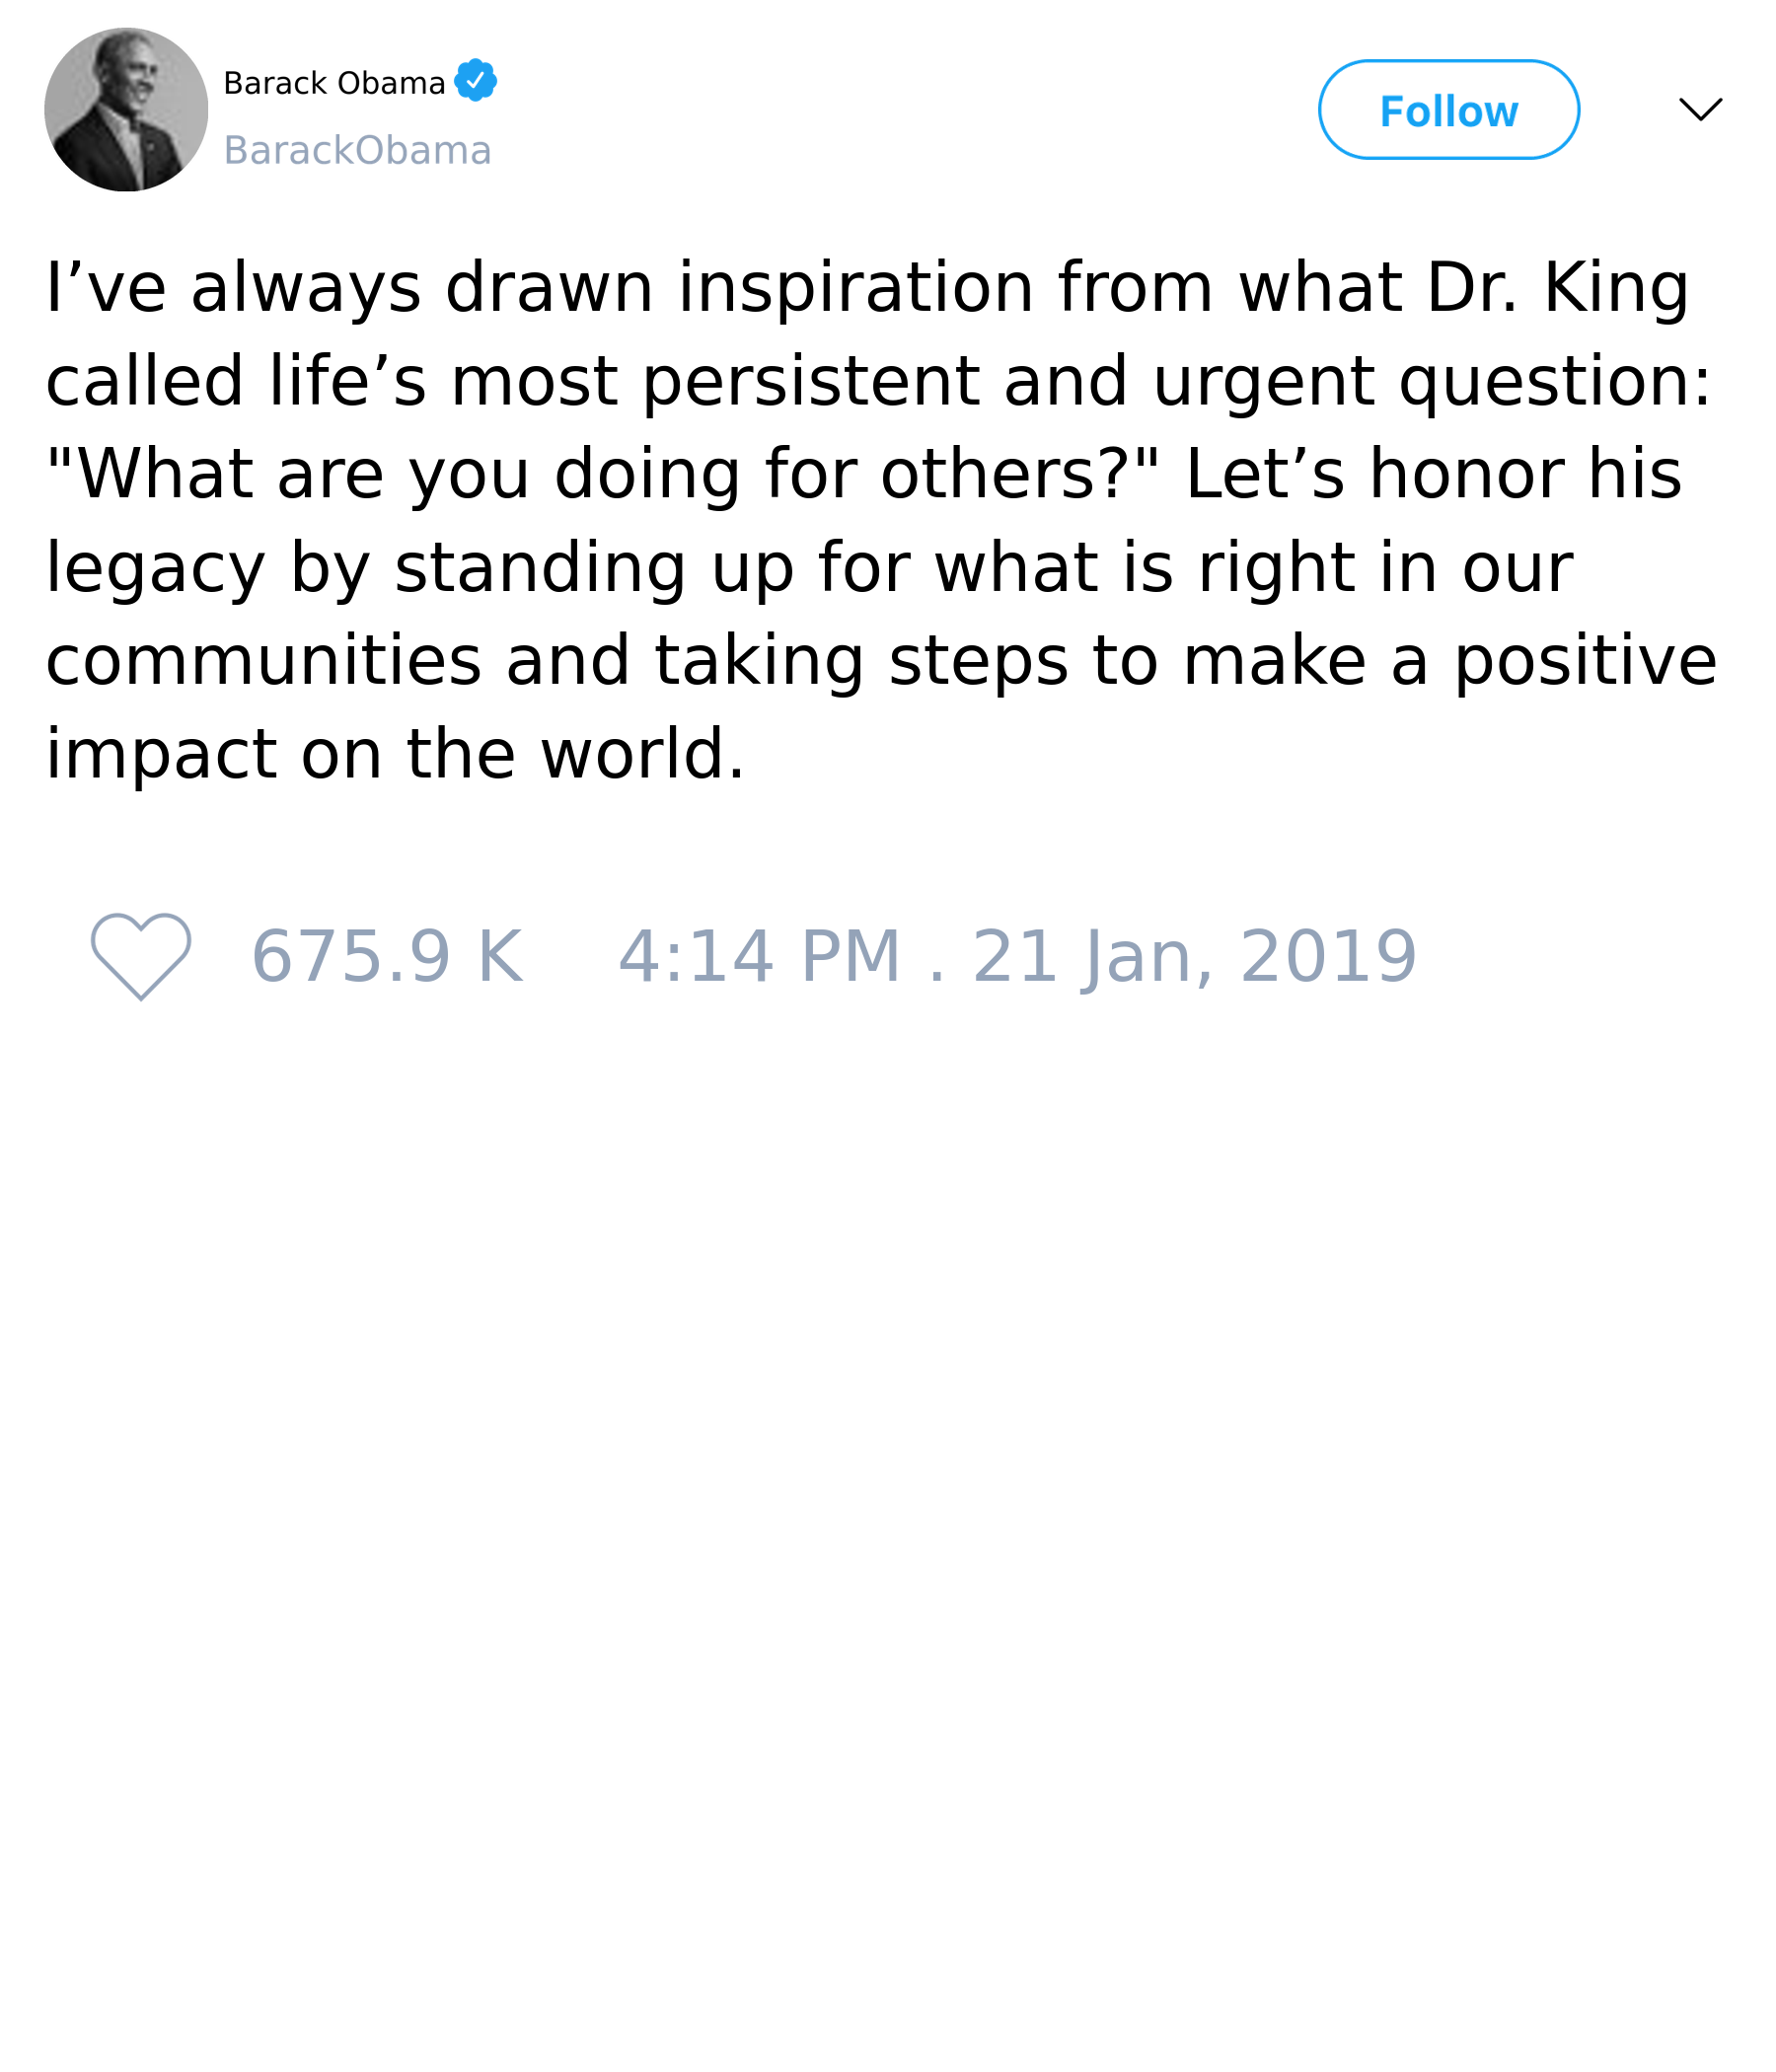 Barack Obama
BarackObama
Follow
I’ve always drawn inspiration from what Dr. King
called life’s most persistent and urgent question:
"What are you doing for others?" Let’s honor his
legacy by standing up for what is right in our
communities and taking steps to make a positive
impact on the world.
675.9 K 4:14 PM . 21 Jan, 2019